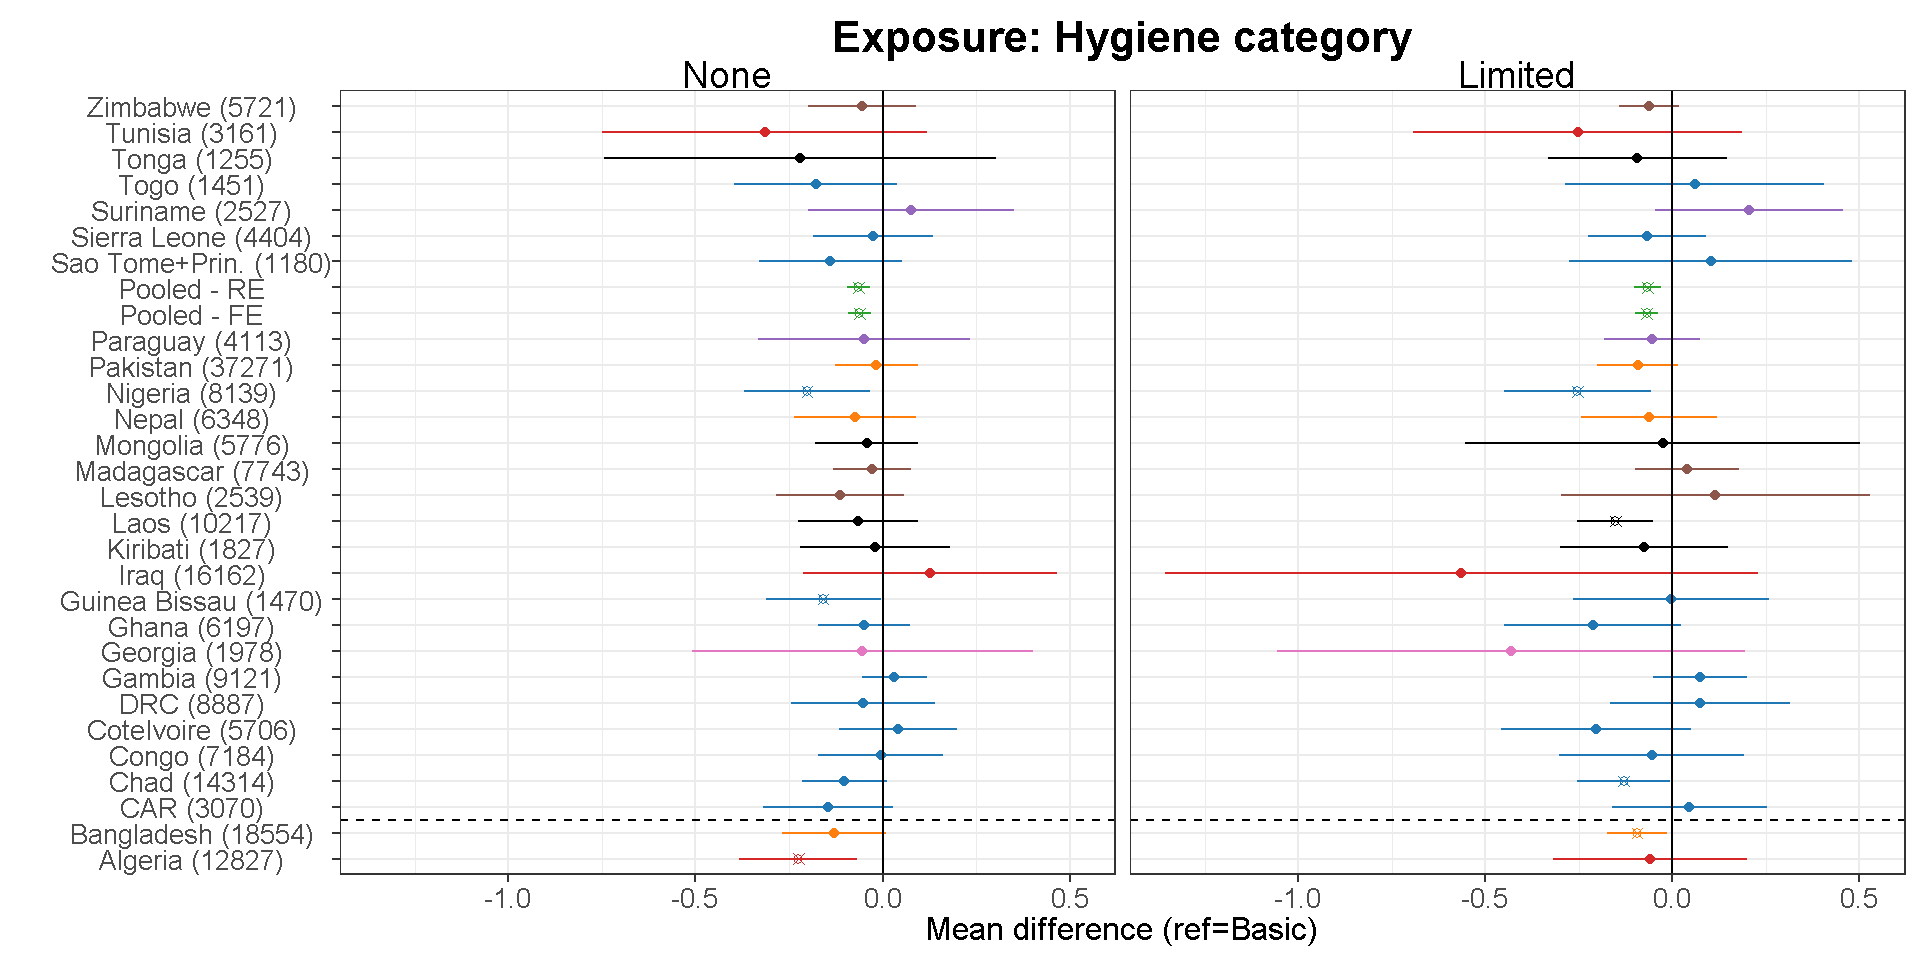 Exposure: Hygiene category
None
Limited
Zimbabwe (5721)
Tunisia (3161)
Tonga (1255)
Togo (1451)
Suriname (2527)
Sierra Leone (4404)
Sao Tome+Prin. (1180)
Pooled - RE
Pooled - FE
Paraguay (4113)
Pakistan (37271)
Nigeria (8139)
Nepal (6348)
Mongolia (5776)
Madagascar (7743)
Lesotho (2539)
Laos (10217)
Kiribati (1827)
Iraq (16162)
Guinea Bissau (1470)
Ghana (6197)
Georgia (1978)
Gambia (9121)
DRC (8887)
CoteIvoire (5706)
Congo (7184)
Chad (14314)
CAR (3070)
Bangladesh (18554)
Algeria (12827)
-1.0 -0.5 0.0 0.5 -1.0 -0.5 0.0 0.5
Mean difference (ref=Basic)